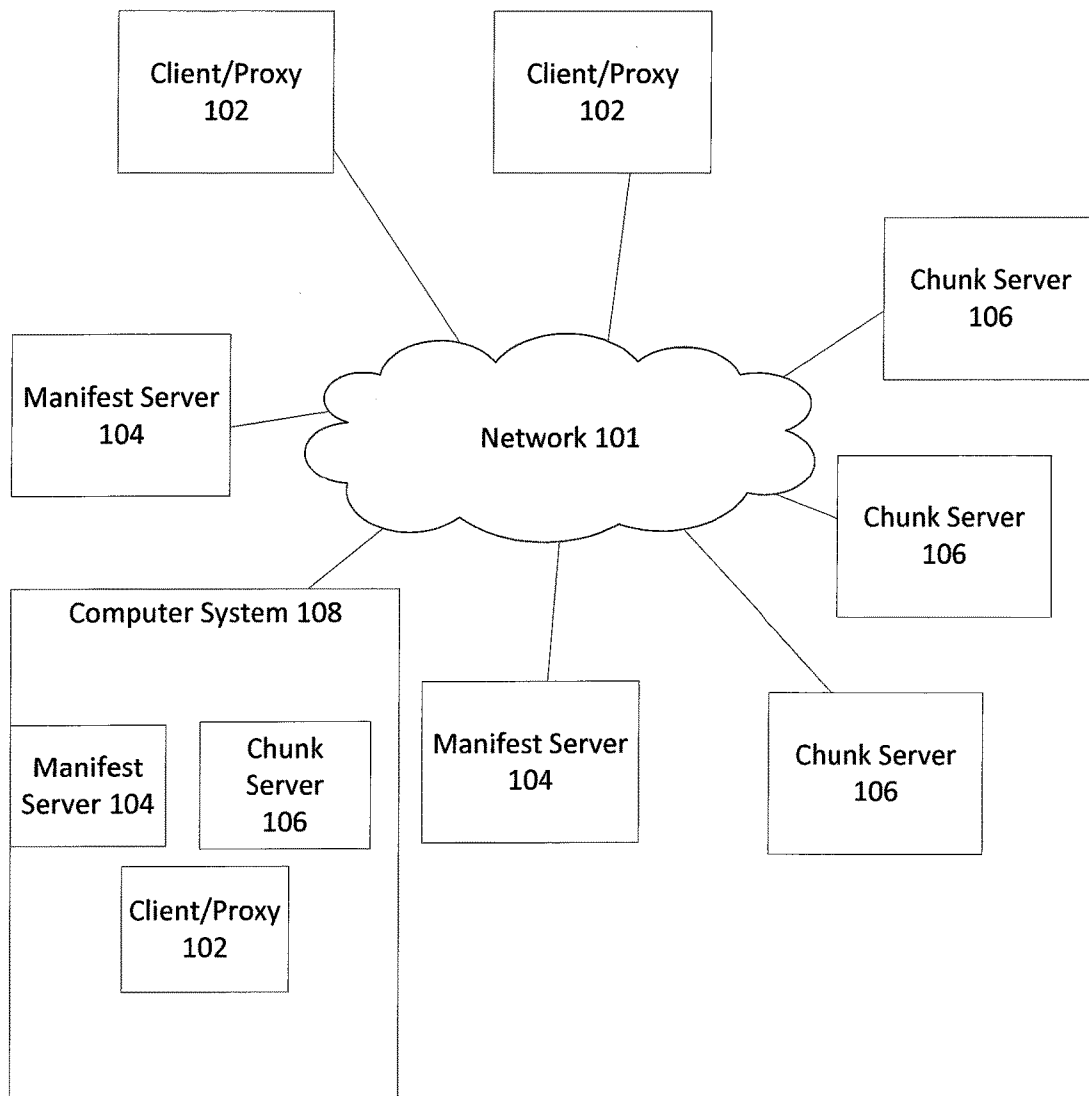 Client/Proxy
102
Client/Proxy
102
Chunk Server
106
Manifest Server
104
Network 101
Chunk Server
106
Computer System 108
Manifest Server
104
Chunk Server
106
Manifest
Server 104
Chunk
Server
106
Client/Proxy
102